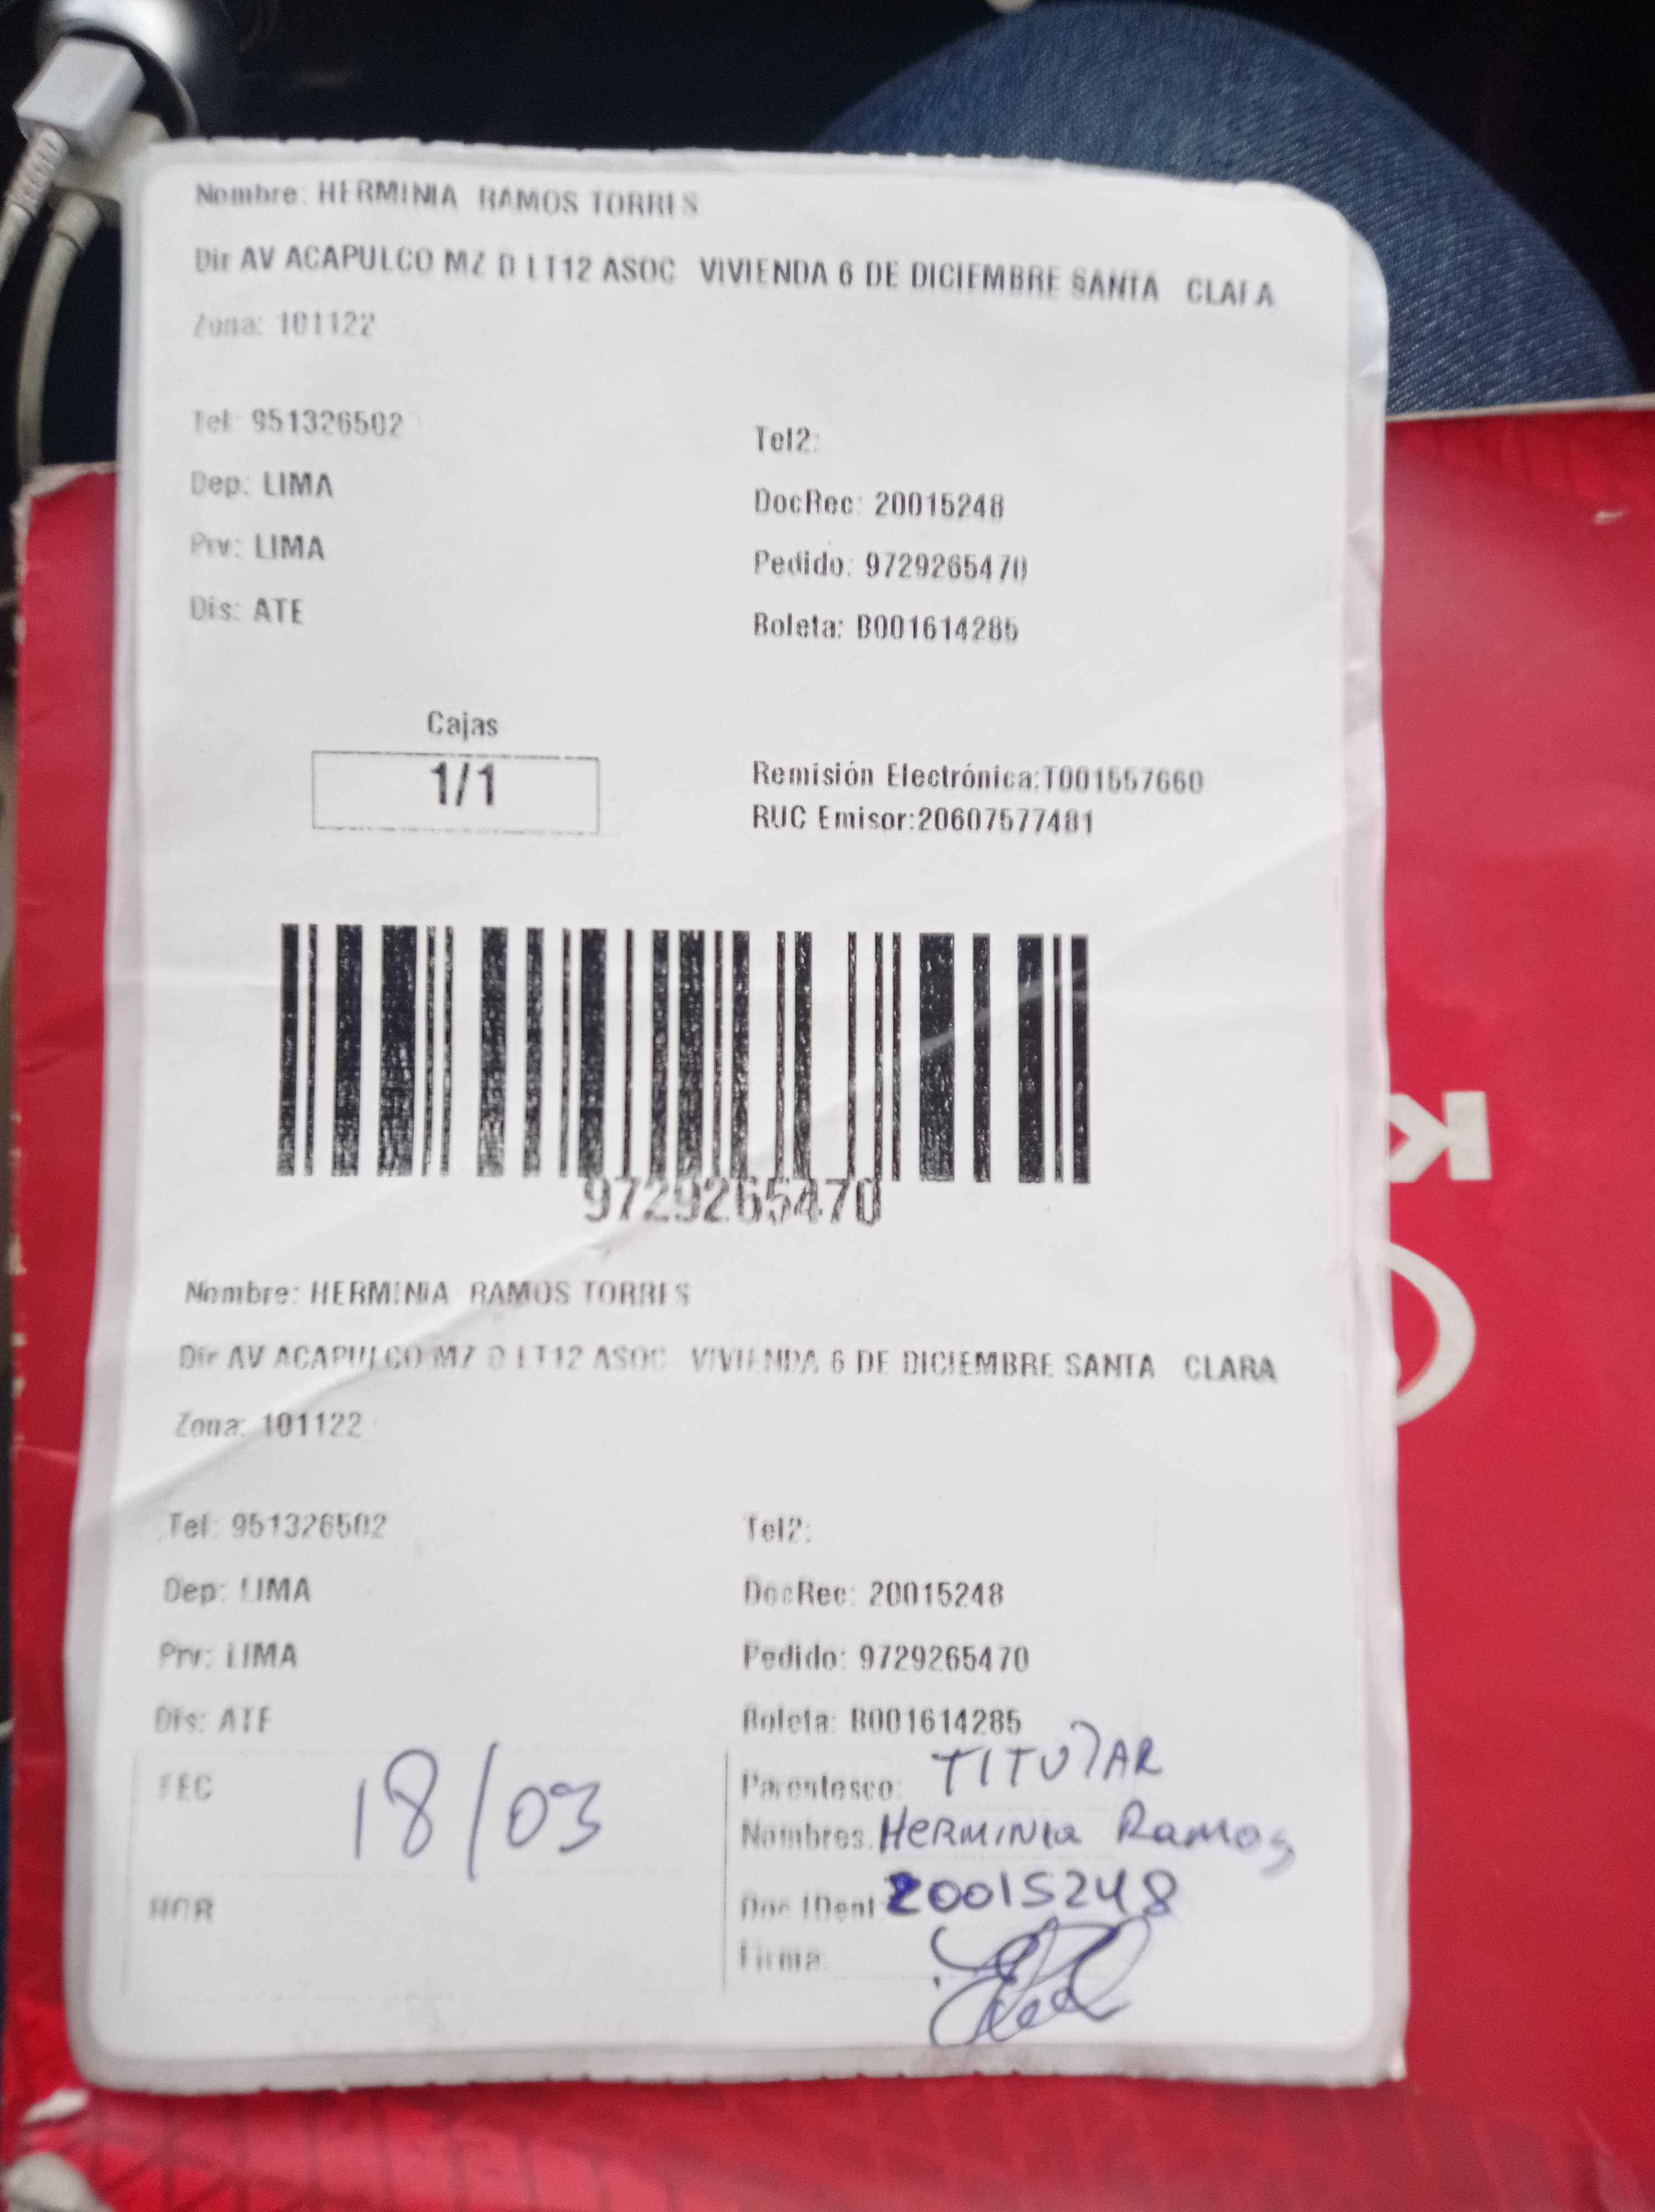 Nombre: HERMINIA RAMOS TORRES
Dir AV ACAPULCO MZ D LT12 ASOC VIVIENDA 6 DE DICIEMBRE SANTA CLARA
Zona: 101122
Tel: 951326502
Tel2:
Dep: LIMA
DocRec: 20015248
Prv: LIMA
Pedido: 9729265470
Dis: ATE
Boleta: B001614285
Cajas
1/1
Remisión Electrónica:T001557660
RUC Emisor:20607577481
9729265470
Nombre: HERMINIA RAMOS TORRES
Dir AV ACAPULCO MZ D LT12 ASOC VIVIENDA 6 DE DICIEMBRE SANTA CLARA
Zona: 101122
Tel: 951326502
Tel2:
Dep: LIMA
DocRec: 20015248
Prv: LIMA
Pedido: 9729265470
Dis: ATE
Boleta: B001614285
FEC 18/03
Parentesco: TITULAR
Nombres: HERMINIA Ramos
HOR
Doc IDent 20015248
Firma:
K